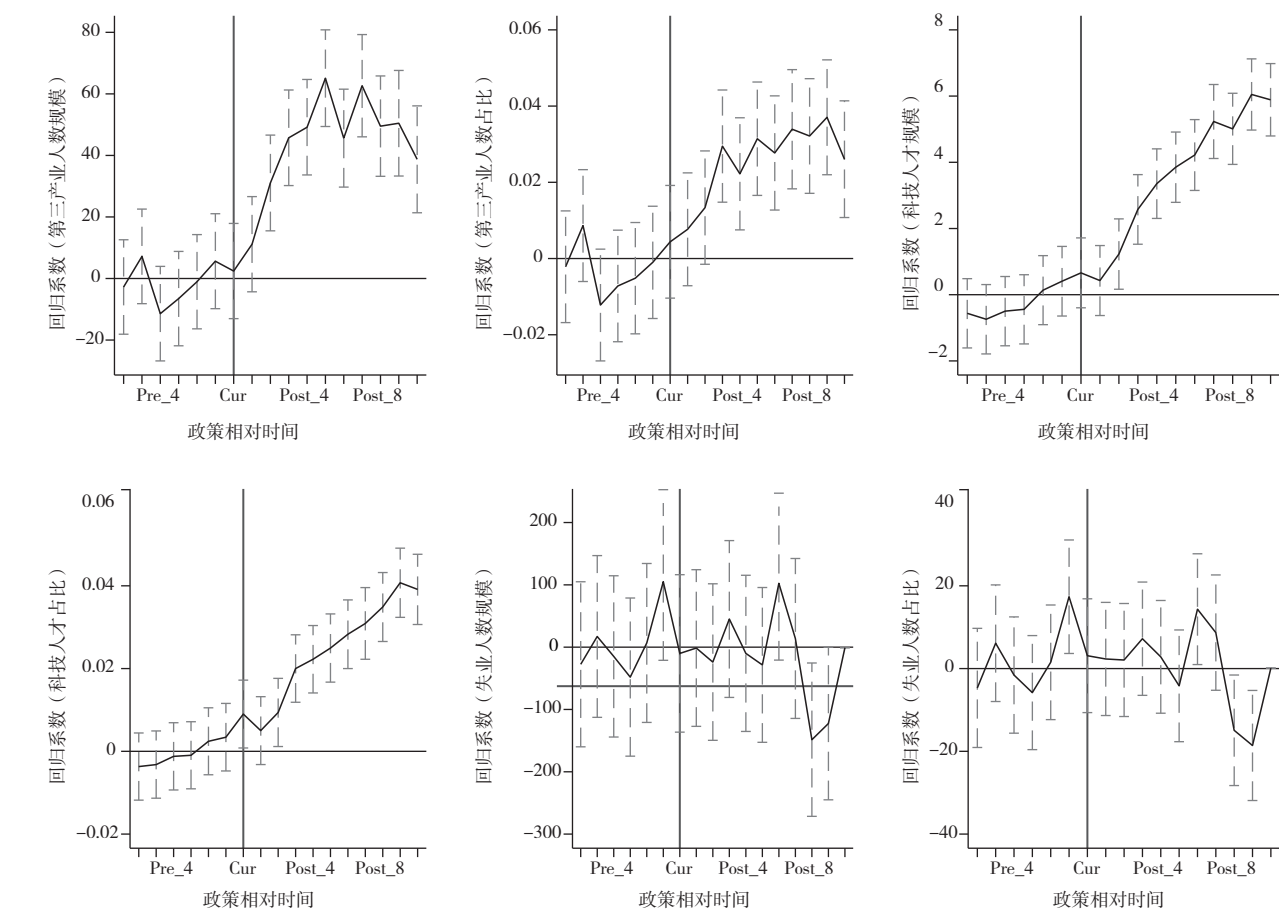 回归系数（第三产业人数规模）
80
60
40
20
0
−20
Pre_4 Cur Post_4 Post_8
政策相对时间
回归系数（第三产业人数占比）
0.06
0.04
0.02
0
−0.02
Pre_4 Cur Post_4 Post_8
政策相对时间
回归系数（科技人才规模）
8
6
4
2
0
−2
Pre_4 Cur Post_4 Post_8
政策相对时间
回归系数（科技人才占比）
0.06
0.04
0.02
0
−0.02
Pre_4 Cur Post_4 Post_8
政策相对时间
回归系数（失业人数规模）
200
100
0
−100
−200
−300
Pre_4 Cur Post_4 Post_8
政策相对时间
回归系数（失业人数占比）
40
20
0
−20
−40
Pre_4 Cur Post_4 Post_8
政策相对时间